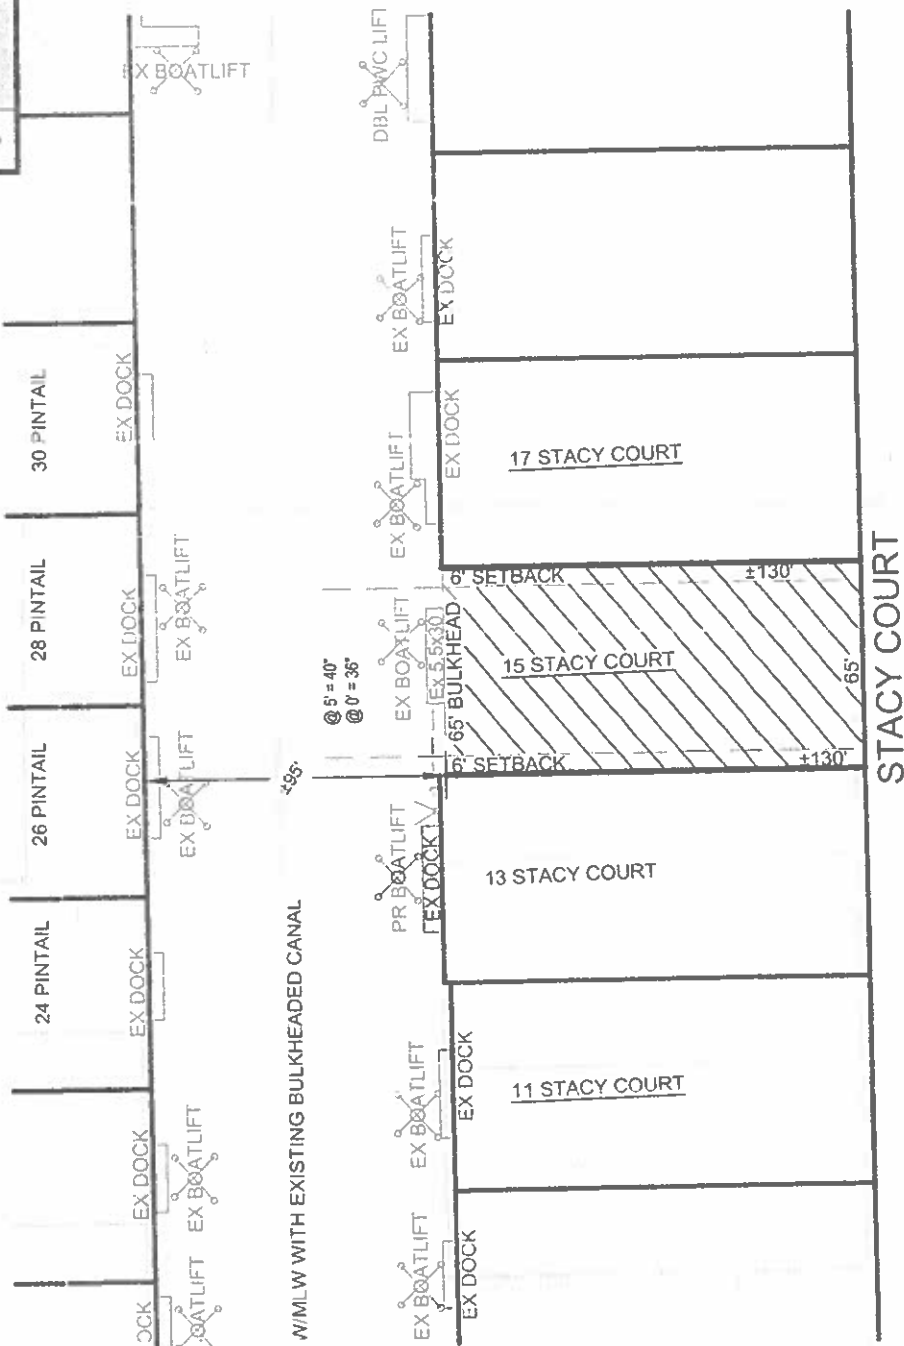 EX BOATLIFT
30 PINTAIL
EX DOCK
28 PINTAIL
EX DOCK
EX BOATLIFT
26 PINTAIL
EX DOCK
EX BOATLIFT
24 PINTAIL
EX DOCK
EX DOCK
EX BOATLIFT
W/MLW WITH EXISTING BULKHEADED CANAL
±95'
@ 5' = 40"
@ 0' = 36"
DBL PWC LIFT
EX BOATLIFT
EX DOCK
EX BOATLIFT
EX DOCK
17 STACY COURT
6' SETBACK
±130'
EX BOATLIFT
Ex 5.5x30
65' BULKHEAD
15 STACY COURT
65'
6' SETBACK
±130'
STACY COURT
PR BOATLIFT
EX DOCK
13 STACY COURT
EX BOATLIFT
EX DOCK
11 STACY COURT
EX BOATLIFT
EX DOCK